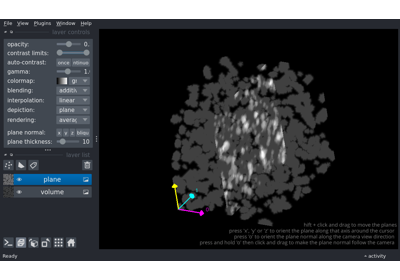 File View Plugins Window Help
layer controls
opacity: 0.
contrast limits:
auto-contrast: once
gamma: 1.
colormap:
blending: additiv
interpolation: linear
depiction: plane
rendering: averag
plane normal: x y z
plane thickness: 10
layer list
plane
volume
shift + click and drag to move the plane
press 'x', 'y' or 'z' to orient the plane along that axis around the cursor
press 'o' to orient the plane normal along the camera view direction
press and hold 'o' then click and drag to make the plane normal follow the camera
Ready activity